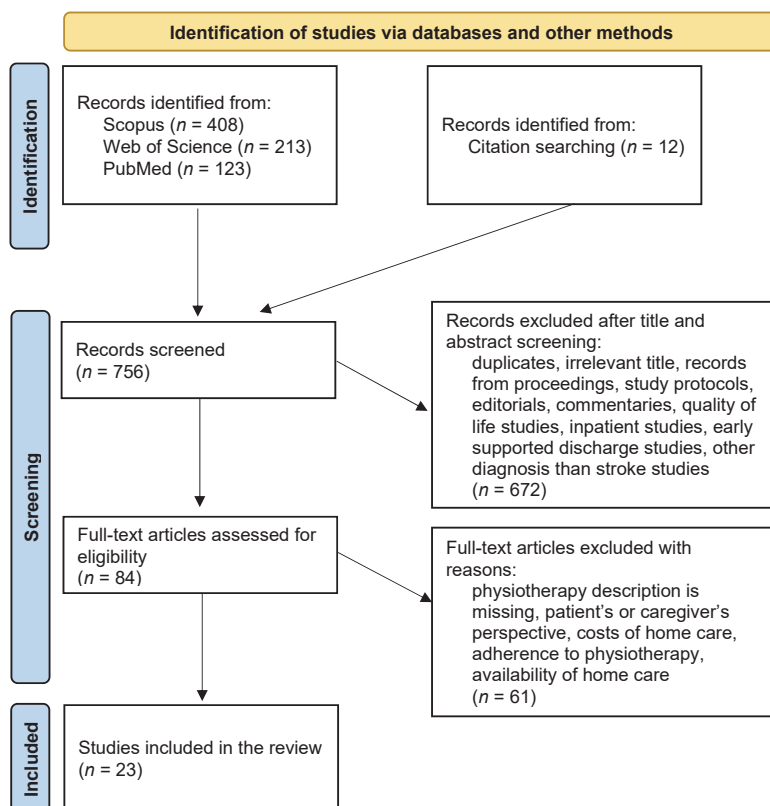 Identification of studies via databases and other methods
Identification
Records identified from:
Scopus (n = 408)
Web of Science (n = 213)
PubMed (n = 123)
Records identified from:
Citation searching (n = 12)
Screening
Records screened
(n = 756)
Records excluded after title and
abstract screening:
duplicates, irrelevant title, records
from proceedings, study protocols,
editorials, commentaries, quality of
life studies, inpatient studies, early
supported discharge studies, other
diagnosis than stroke studies
(n = 672)
Full-text articles assessed for
eligibility
(n = 84)
Full-text articles excluded with
reasons:
physiotherapy description is
missing, patient's or caregiver's
perspective, costs of home care,
adherence to physiotherapy,
availability of home care
(n = 61)
Included
Studies included in the review
(n = 23)